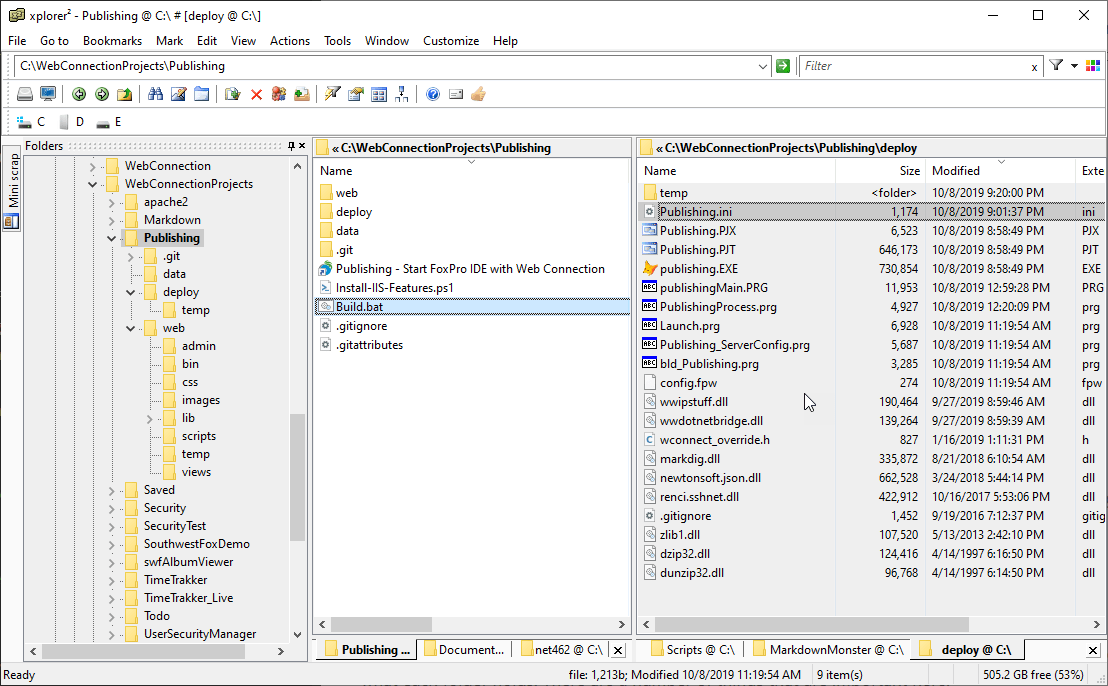 xplorer² - Publishing @ C:\ # [deploy @ C:\]
File Go to Bookmarks Mark Edit View Actions Tools Window Customize Help
C:\WebConnectionProjects\Publishing
Filter x
C D E
Mini scrap
Folders
WebConnection
WebConnectionProjects
apache2
Markdown
Publishing
.git
data
deploy
temp
web
admin
bin
css
images
lib
scripts
temp
views
Saved
Security
SecurityTest
SouthwestFoxDemo
swfAlbumViewer
TimeTrakker
TimeTrakker_Live
Todo
UserSecurityManager
« C:\WebConnectionProjects\Publishing
Name
web
deploy
data
.git
Publishing - Start FoxPro IDE with Web Connection
Install-IIS-Features.ps1
Build.bat
.gitignore
.gitattributes
Publishing ... Document... net462 @ C:\
« C:\WebConnectionProjects\Publishing\deploy
Name Size Modified Exte
temp <folder> 10/8/2019 9:20:00 PM
Publishing.ini 1,174 10/8/2019 9:01:37 PM ini
Publishing.PJX 6,523 10/8/2019 8:58:49 PM PJX
Publishing.PJT 646,173 10/8/2019 8:58:49 PM PJT
publishing.EXE 730,854 10/8/2019 8:58:49 PM EXE
publishingMain.PRG 11,953 10/8/2019 12:59:28 PM PRG
PublishingProcess.prg 4,927 10/8/2019 12:20:09 PM prg
Launch.prg 6,928 10/8/2019 11:19:54 AM prg
Publishing_ServerConfig.prg 5,687 10/8/2019 11:19:54 AM prg
bld_Publishing.prg 3,285 10/8/2019 11:19:54 AM prg
config.fpw 274 10/8/2019 11:19:54 AM fpw
wwipstuff.dll 190,464 9/27/2019 8:59:46 AM dll
wwdotnetbridge.dll 139,264 9/27/2019 8:59:39 AM dll
wconnect_override.h 827 1/16/2019 1:11:31 PM h
markdig.dll 335,872 8/21/2018 6:10:54 AM dll
newtonsoft.json.dll 662,528 3/24/2018 5:44:14 PM dll
renci.sshnet.dll 422,912 10/16/2017 5:53:06 PM dll
.gitignore 1,452 9/19/2016 7:12:37 PM gitig
zlib1.dll 107,520 5/13/2013 2:42:10 PM dll
dzip32.dll 124,416 4/14/1997 6:16:50 PM dll
dunzip32.dll 96,768 4/14/1997 6:14:50 PM dll
Scripts @ C:\ MarkdownMonster @ C:\ deploy @ C:\
Ready file: 1,213b; Modified 10/8/2019 11:19:54 AM 9 item(s) 505.2 GB free (53%)